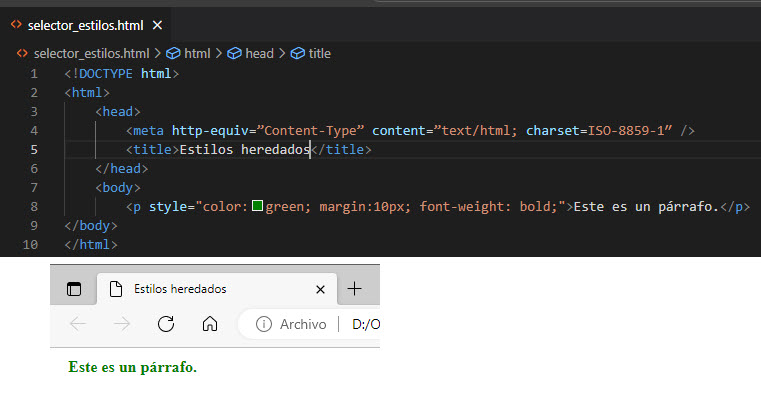 selector_estilos.html
selector_estilos.html > html > head > title
1 <!DOCTYPE html>
2 <html>
3 <head>
4 <meta http-equiv=”Content-Type” content=”text/html; charset=ISO-8859-1” />
5 <title>Estilos heredados</title>
6 </head>
7 <body>
8 <p style="color:green; margin:10px; font-weight: bold;">Este es un párrafo.</p>
9 </body>
10 </html>
Estilos heredados
Archivo | D:/O
Este es un párrafo.